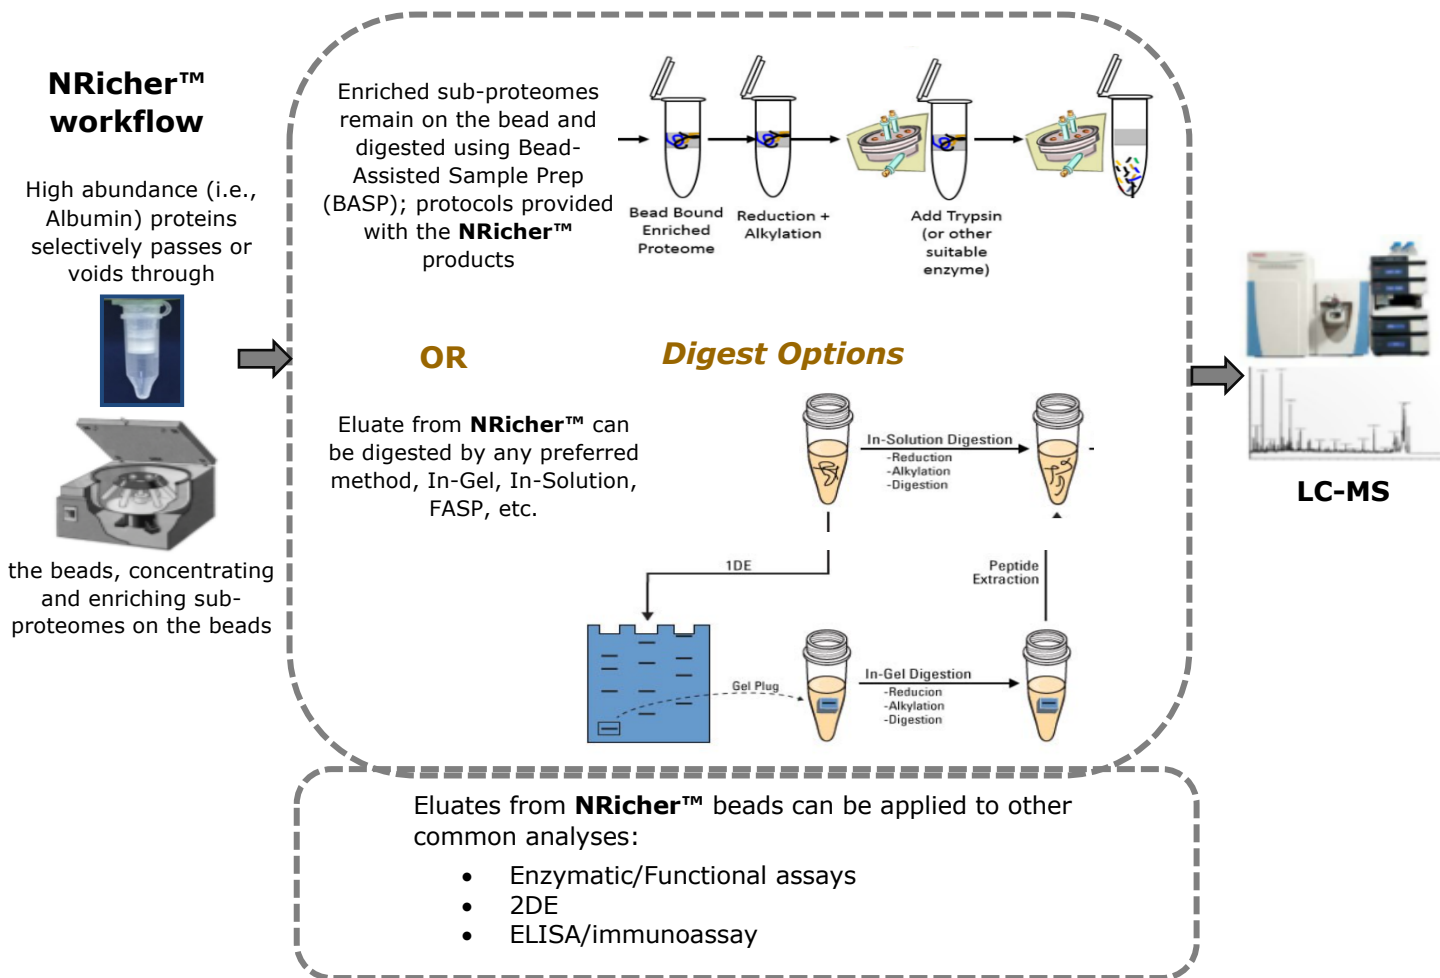 NRicher™
workflow
High abundance (i.e.,
Albumin) proteins
selectively passes or
voids through
the beads, concentrating
and enriching sub-
proteomes on the beads
Enriched sub-proteomes
remain on the bead and
digested using Bead-
Assisted Sample Prep
(BASP); protocols provided
with the NRicher™
products
Bead Bound
Enriched
Proteome
Reduction +
Alkylation
Add Trypsin
(or other
suitable
enzyme)
OR
Digest Options
Eluate from NRicher™ can
be digested by any preferred
method, In-Gel, In-Solution,
FASP, etc.
In-Solution Digestion
-Reduction
-Alkylation
-Digestion
1DE
Peptide
Extraction
Gel Plug
In-Gel Digestion
-Reducion
-Alkylation
-Digestion
LC-MS
Eluates from NRicher™ beads can be applied to other
common analyses:
• Enzymatic/Functional assays
• 2DE
• ELISA/immunoassay